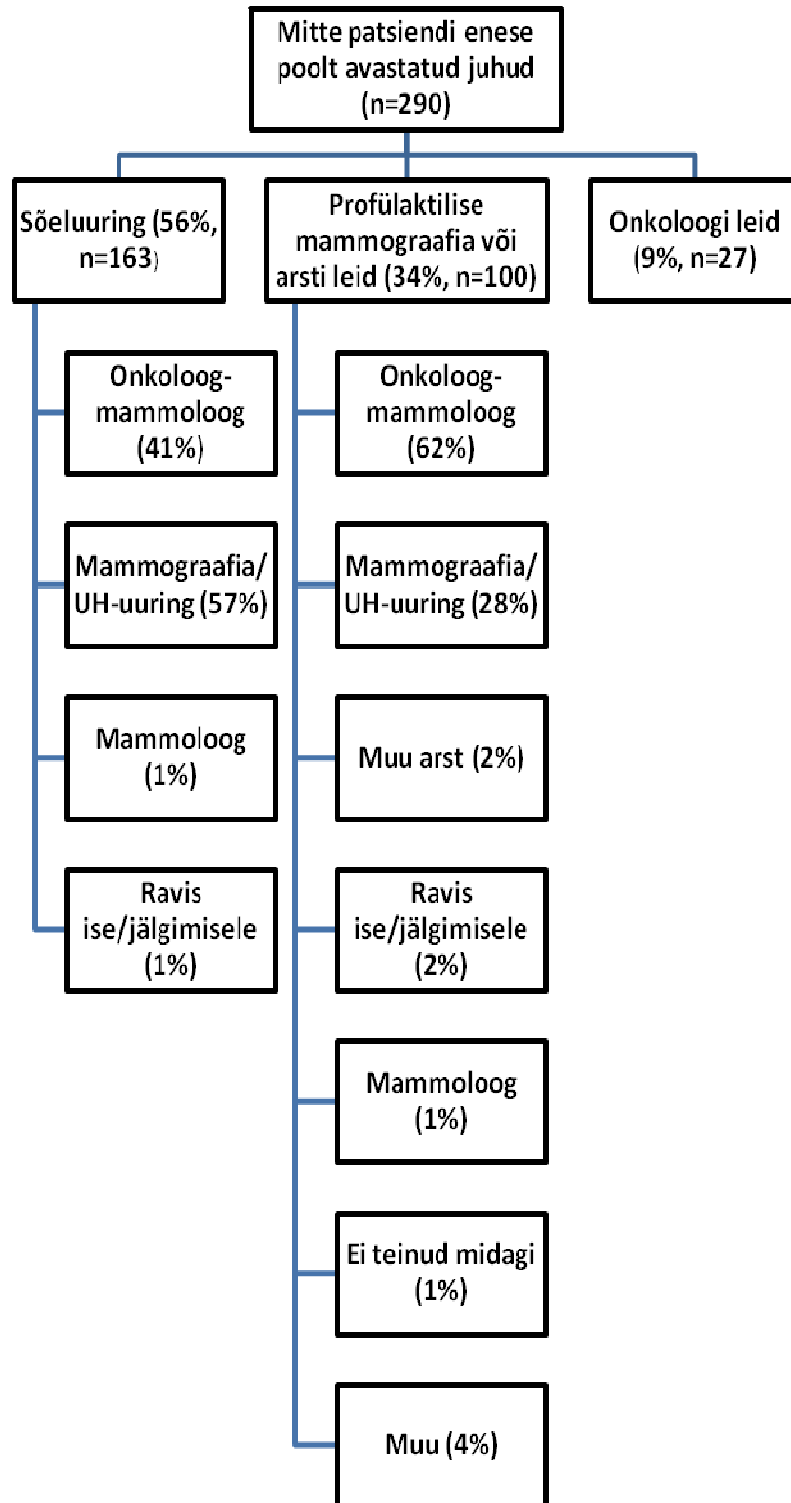 Mitte patsiendi enese
poolt avastatud juhud
(n=290)
Sõeluuring (56%,
n=163)
Profülaktilise
mammograafia või
arsti leid (34%, n=100)
Onkoloogi leid
(9%, n=27)
Onkoloog-
mammoloog
(41%)
Mammograafia/
UH-uuring (57%)
Mammoloog
(1%)
Ravis
ise/jälgimisele
(1%)
Onkoloog-
mammoloog
(62%)
Mammograafia/
UH-uuring (28%)
Muu arst (2%)
Ravis
ise/jälgimisele
(2%)
Mammoloog
(1%)
Ei teinud midagi
(1%)
Muu (4%)